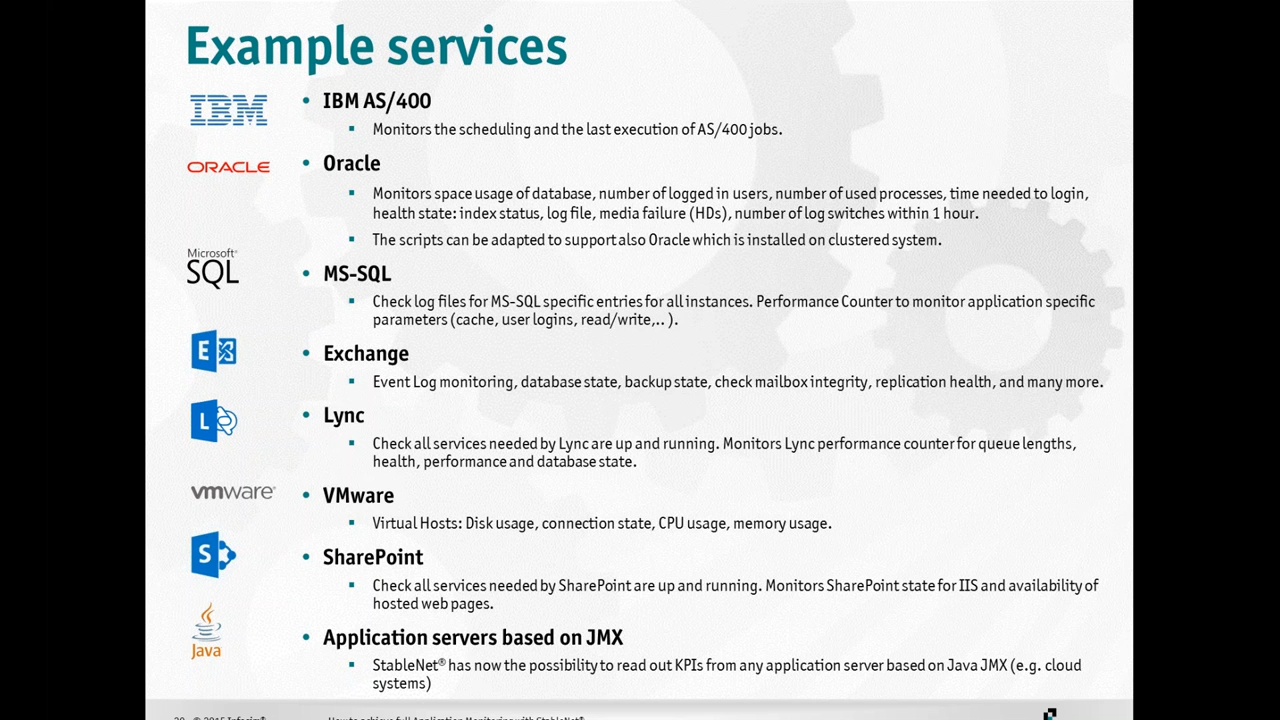 Example services
IBM
• IBM AS/400
▪ Monitors the scheduling and the last execution of AS/400 jobs.
ORACLE
• Oracle
▪ Monitors space usage of database, number of logged in users, number of used processes, time needed to login,
health state: index status, log file, media failure (HDs), number of log switches within 1 hour.
▪ The scripts can be adapted to support also Oracle which is installed on clustered system.
Microsoft®
SQL
• MS-SQL
▪ Check log files for MS-SQL specific entries for all instances. Performance Counter to monitor application specific
parameters (cache, user logins, read/write,.. ).
E
• Exchange
▪ Event Log monitoring, database state, backup state, check mailbox integrity, replication health, and many more.
L
• Lync
▪ Check all services needed by Lync are up and running. Monitors Lync performance counter for queue lengths,
health, performance and database state.
vmware®
• VMware
▪ Virtual Hosts: Disk usage, connection state, CPU usage, memory usage.
S
• SharePoint
▪ Check all services needed by SharePoint are up and running. Monitors SharePoint state for IIS and availability of
hosted web pages.
Java
• Application servers based on JMX
▪ StableNet® has now the possibility to read out KPIs from any application server based on Java JMX (e.g. cloud
systems)
© 2015 Infosim® How to achieve full Application Monitoring with StableNet®